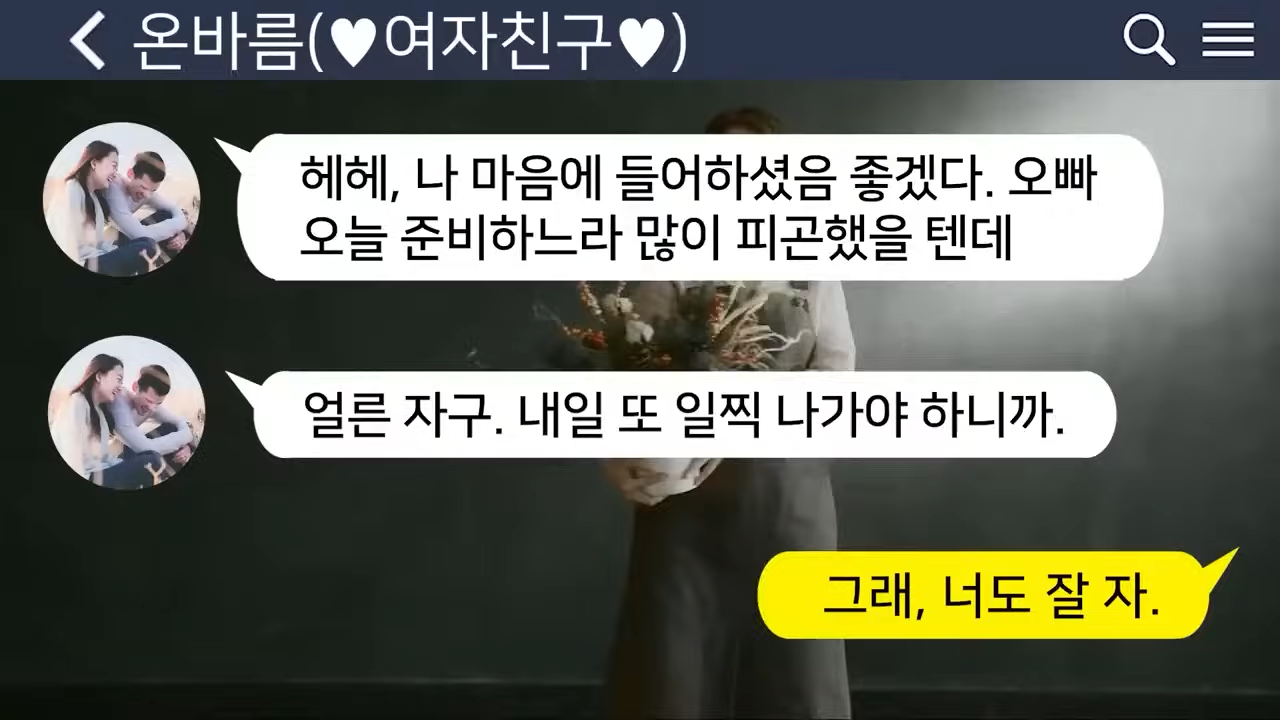 온바름(♥여자친구♥)
헤헤, 나 마음에 들어하셨음 좋겠다. 오빠
오늘 준비하느라 많이 피곤했을 텐데
얼른 자구. 내일 또 일찍 나가야 하니까.
그래, 너도 잘 자.